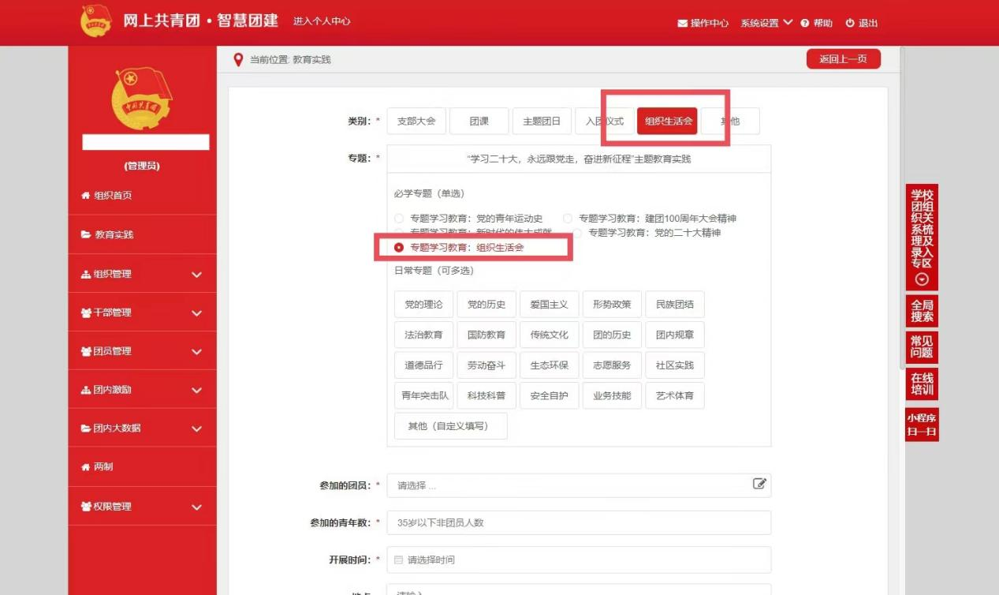 网上共青团·智慧团建 进入个人中心
操作中心 系统设置 帮助 退出
当前位置: 教育实践
返回上一页
中国共青团
(管理员)
组织首页
教育实践
组织管理
干部管理
团员管理
团内激励
团内大数据
两制
权限管理
类别：* 支部大会 团课 主题团日 入团仪式 组织生活会 其他
专题：* “学习二十大，永远跟党走，奋进新征程”主题教育实践
必学专题（单选）
专题学习教育：党的青年运动史 专题学习教育：建团100周年大会精神
专题学习教育：新时代的伟大成就 专题学习教育：党的二十大精神
专题学习教育：组织生活会
日常专题（可多选）
党的理论 党的历史 爱国主义 形势政策 民族团结
法治教育 国防教育 传统文化 团的历史 团内规章
道德品行 劳动奋斗 生态环保 志愿服务 社区实践
青年突击队 科技科普 安全自护 业务技能 艺术体育
其他（自定义填写）
参加的团员：* 请选择 ...
参加的青年数：* 35岁以下非团员人数
开展时间：* 请选择时间
学校
团组
织关
系统
理及
录入
专区
全局
搜索
常见
问题
在线
培训
小程序
扫一扫